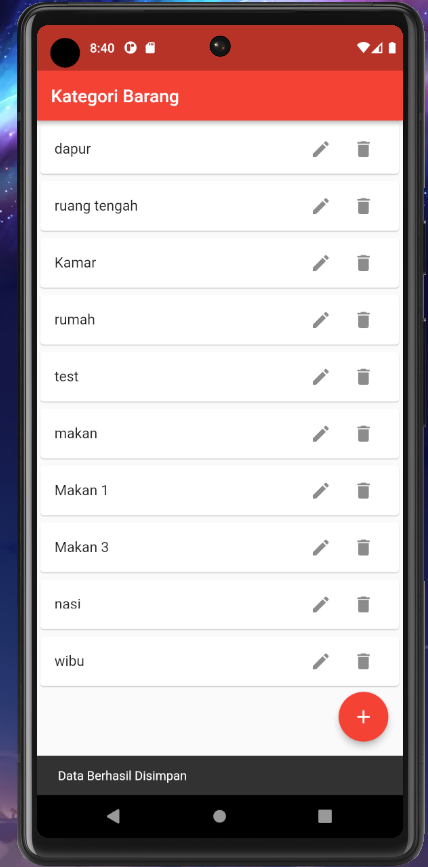 8:40
Kategori Barang
dapur
ruang tengah
Kamar
rumah
test
makan
Makan 1
Makan 3
nasi
wibu
+
Data Berhasil Disimpan